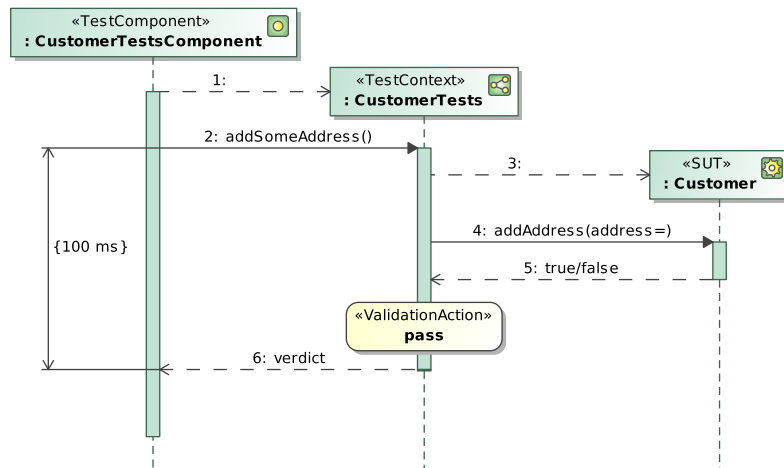 «TestComponent»
: CustomerTestsComponent
1:
«TestContext»
: CustomerTests
2: addSomeAddress()
3:
«SUT»
: Customer
4: addAddress(address=)
{100 ms}
5: true/false
«ValidationAction»
pass
6: verdict